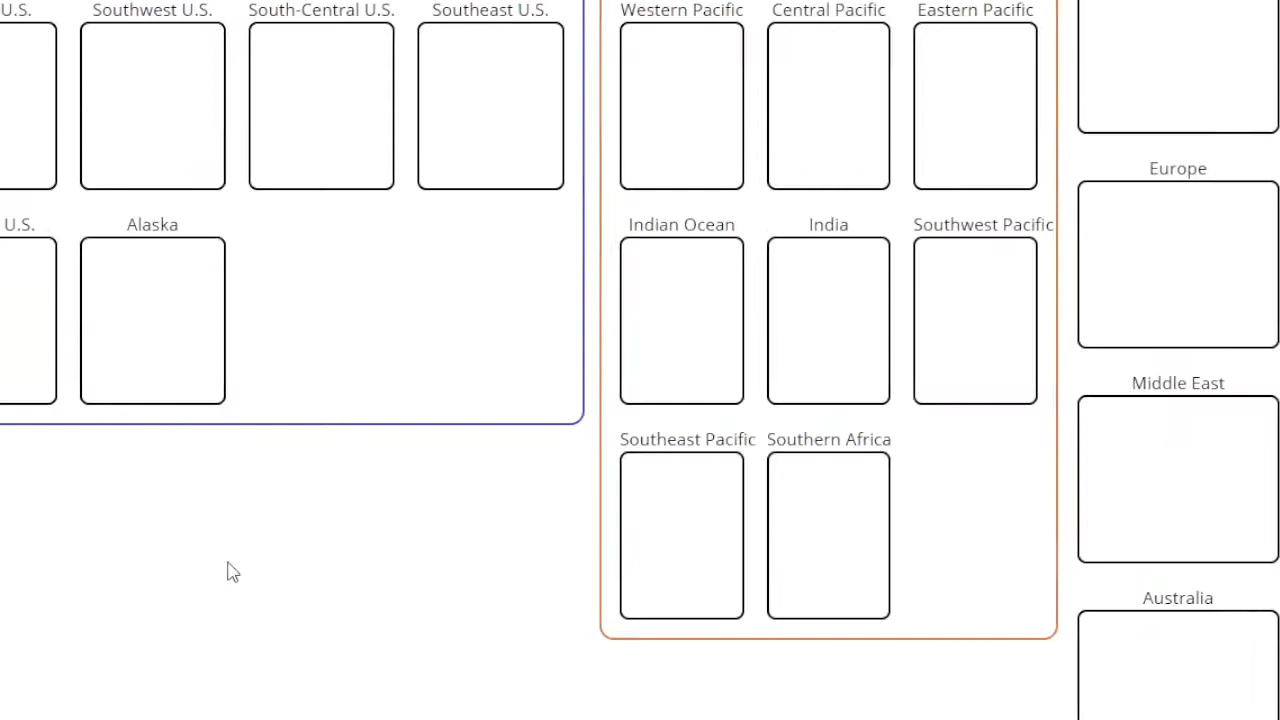 U.S.
Southwest U.S.
South-Central U.S.
Southeast U.S.
Western Pacific
Central Pacific
Eastern Pacific
Europe
U.S.
Alaska
Indian Ocean
India
Southwest Pacific
Middle East
Southeast Pacific
Southern Africa
Australia